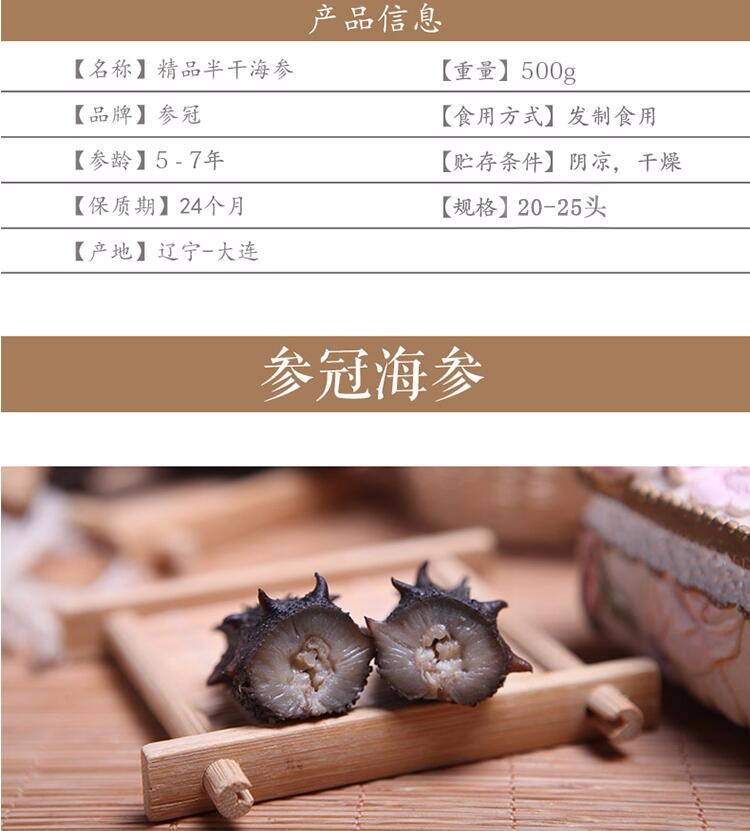 产品信息
【名称】精品半干海参 【重量】500g
【品牌】参冠 【食用方式】发制食用
【参龄】5-7年 【贮存条件】阴凉，干燥
【保质期】24个月 【规格】20-25头
【产地】辽宁-大连
参冠海参